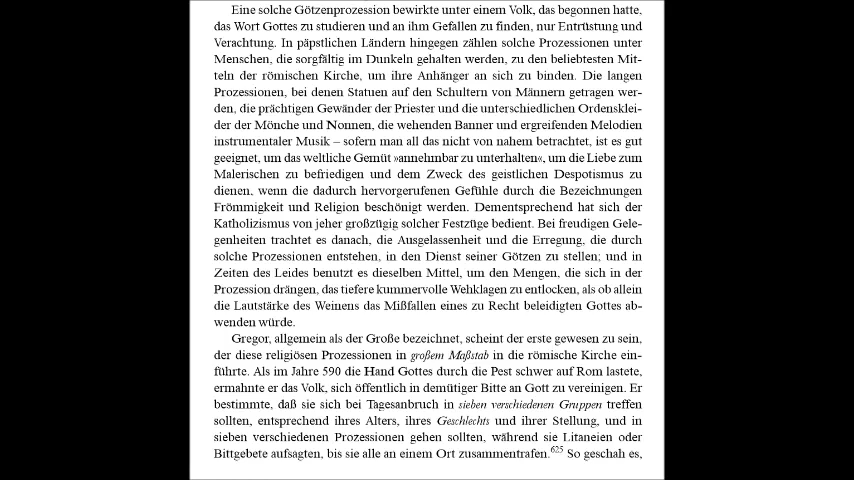 Eine solche Götzenprozession bewirkte unter einem Volk, das begonnen hatte,
das Wort Gottes zu studieren und an ihm Gefallen zu finden, nur Entrüstung und
Verachtung. In päpstlichen Ländern hingegen zählen solche Prozessionen unter
Menschen, die sorgfältig im Dunkeln gehalten werden, zu den beliebtesten Mit-
teln der römischen Kirche, um ihre Anhänger an sich zu binden. Die langen
Prozessionen, bei denen Statuen auf den Schultern von Männern getragen wer-
den, die prächtigen Gewänder der Priester und die unterschiedlichen Ordensklei-
der der Mönche und Nonnen, die wehenden Banner und ergreifenden Melodien
instrumentaler Musik – sofern man all das nicht von nahem betrachtet, ist es gut
geeignet, um das weltliche Gemüt »annehmbar zu unterhalten«, um die Liebe zum
Malerischen zu befriedigen und dem Zweck des geistlichen Despotismus zu
dienen, wenn die dadurch hervorgerufenen Gefühle durch die Bezeichnungen
Frömmigkeit und Religion beschönigt werden. Dementsprechend hat sich der
Katholizismus von jeher großzügig solcher Festzüge bedient. Bei freudigen Gele-
genheiten trachtet es danach, die Ausgelassenheit und die Erregung, die durch
solche Prozessionen entstehen, in den Dienst seiner Götzen zu stellen; und in
Zeiten des Leides benutzt es dieselben Mittel, um den Mengen, die sich in der
Prozession drängen, das tiefere kummervolle Wehklagen zu entlocken, als ob allein
die Lautstärke des Weinens das Mißfallen eines zu Recht beleidigten Gottes ab-
wenden würde.
Gregor, allgemein als der Große bezeichnet, scheint der erste gewesen zu sein,
der diese religiösen Prozessionen in großem Maßstab in die römische Kirche ein-
führte. Als im Jahre 590 die Hand Gottes durch die Pest schwer auf Rom lastete,
ermahnte er das Volk, sich öffentlich in demütiger Bitte an Gott zu vereinigen. Er
bestimmte, daß sie sich bei Tagesanbruch in sieben verschiedenen Gruppen treffen
sollten, entsprechend ihres Alters, ihres Geschlechts und ihrer Stellung, und in
sieben verschiedenen Prozessionen gehen sollten, während sie Litaneien oder
Bittgebete aufsagten, bis sie alle an einem Ort zusammentrafen.625 So geschah es,